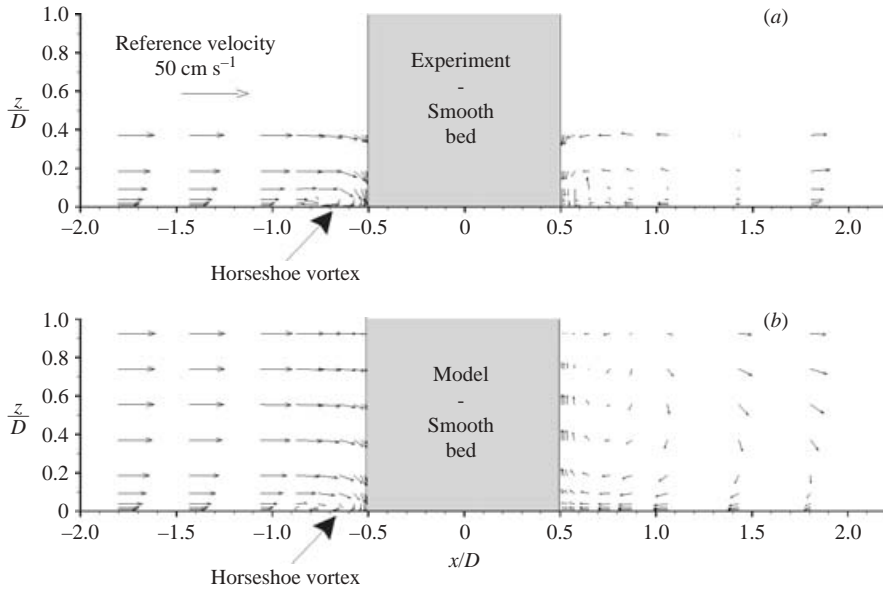 1.0
(a)
Reference velocity
50 cm s⁻¹
0.8
Experiment
-
Smooth
bed
0.6
z/D
0.4
0.2
0
–2.0 –1.5 –1.0 –0.5 0 0.5 1.0 1.5 2.0
Horseshoe vortex
1.0
(b)
0.8
Model
-
Smooth
bed
0.6
z/D
0.4
0.2
0
–2.0 –1.5 –1.0 –0.5 0 0.5 1.0 1.5 2.0
x/D
Horseshoe vortex